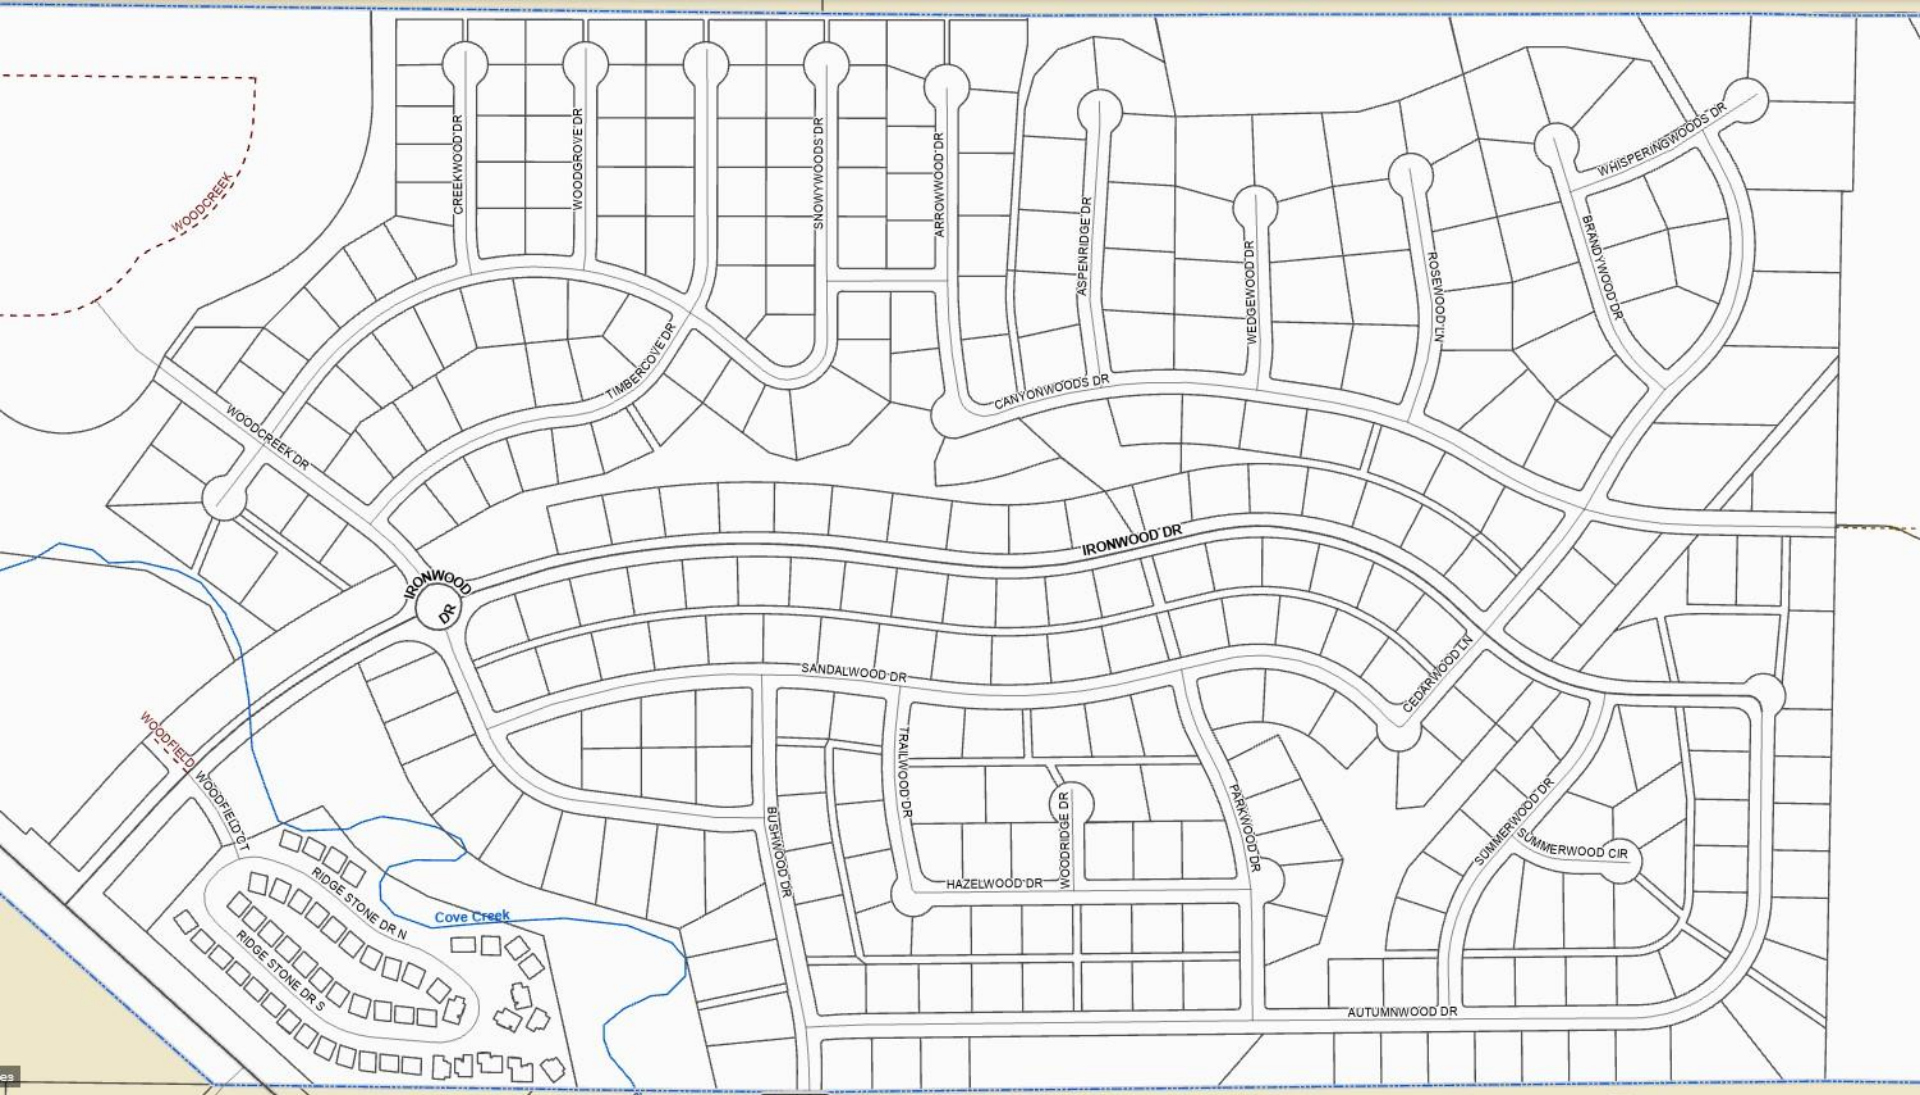 CREEKWOOD DR
WOODGROVE DR
SNOWYWOODS DR
ARROWWOOD DR
ASPENRIDGE DR
WEDGEWOOD DR
ROSEWOOD LN
BRANDYWOOD DR
WHISPERINGWOODS DR
WOODCREEK
TIMBERCOVE DR
CANYONWOODS DR
WOODCREEK DR
IRONWOOD DR
IRONWOOD
DR
SANDALWOOD DR
CEDARWOOD LN
WOODFIELD
WOODFIELD CT
TRAILWOOD DR
BUSHWOOD DR
WOODRIDGE DR
PARKWOOD DR
SUMMERWOOD DR
SUMMERWOOD CIR
HAZELWOOD DR
RIDGE STONE DR N
Cove Creek
RIDGE STONE DR S
AUTUMNWOOD DR
es